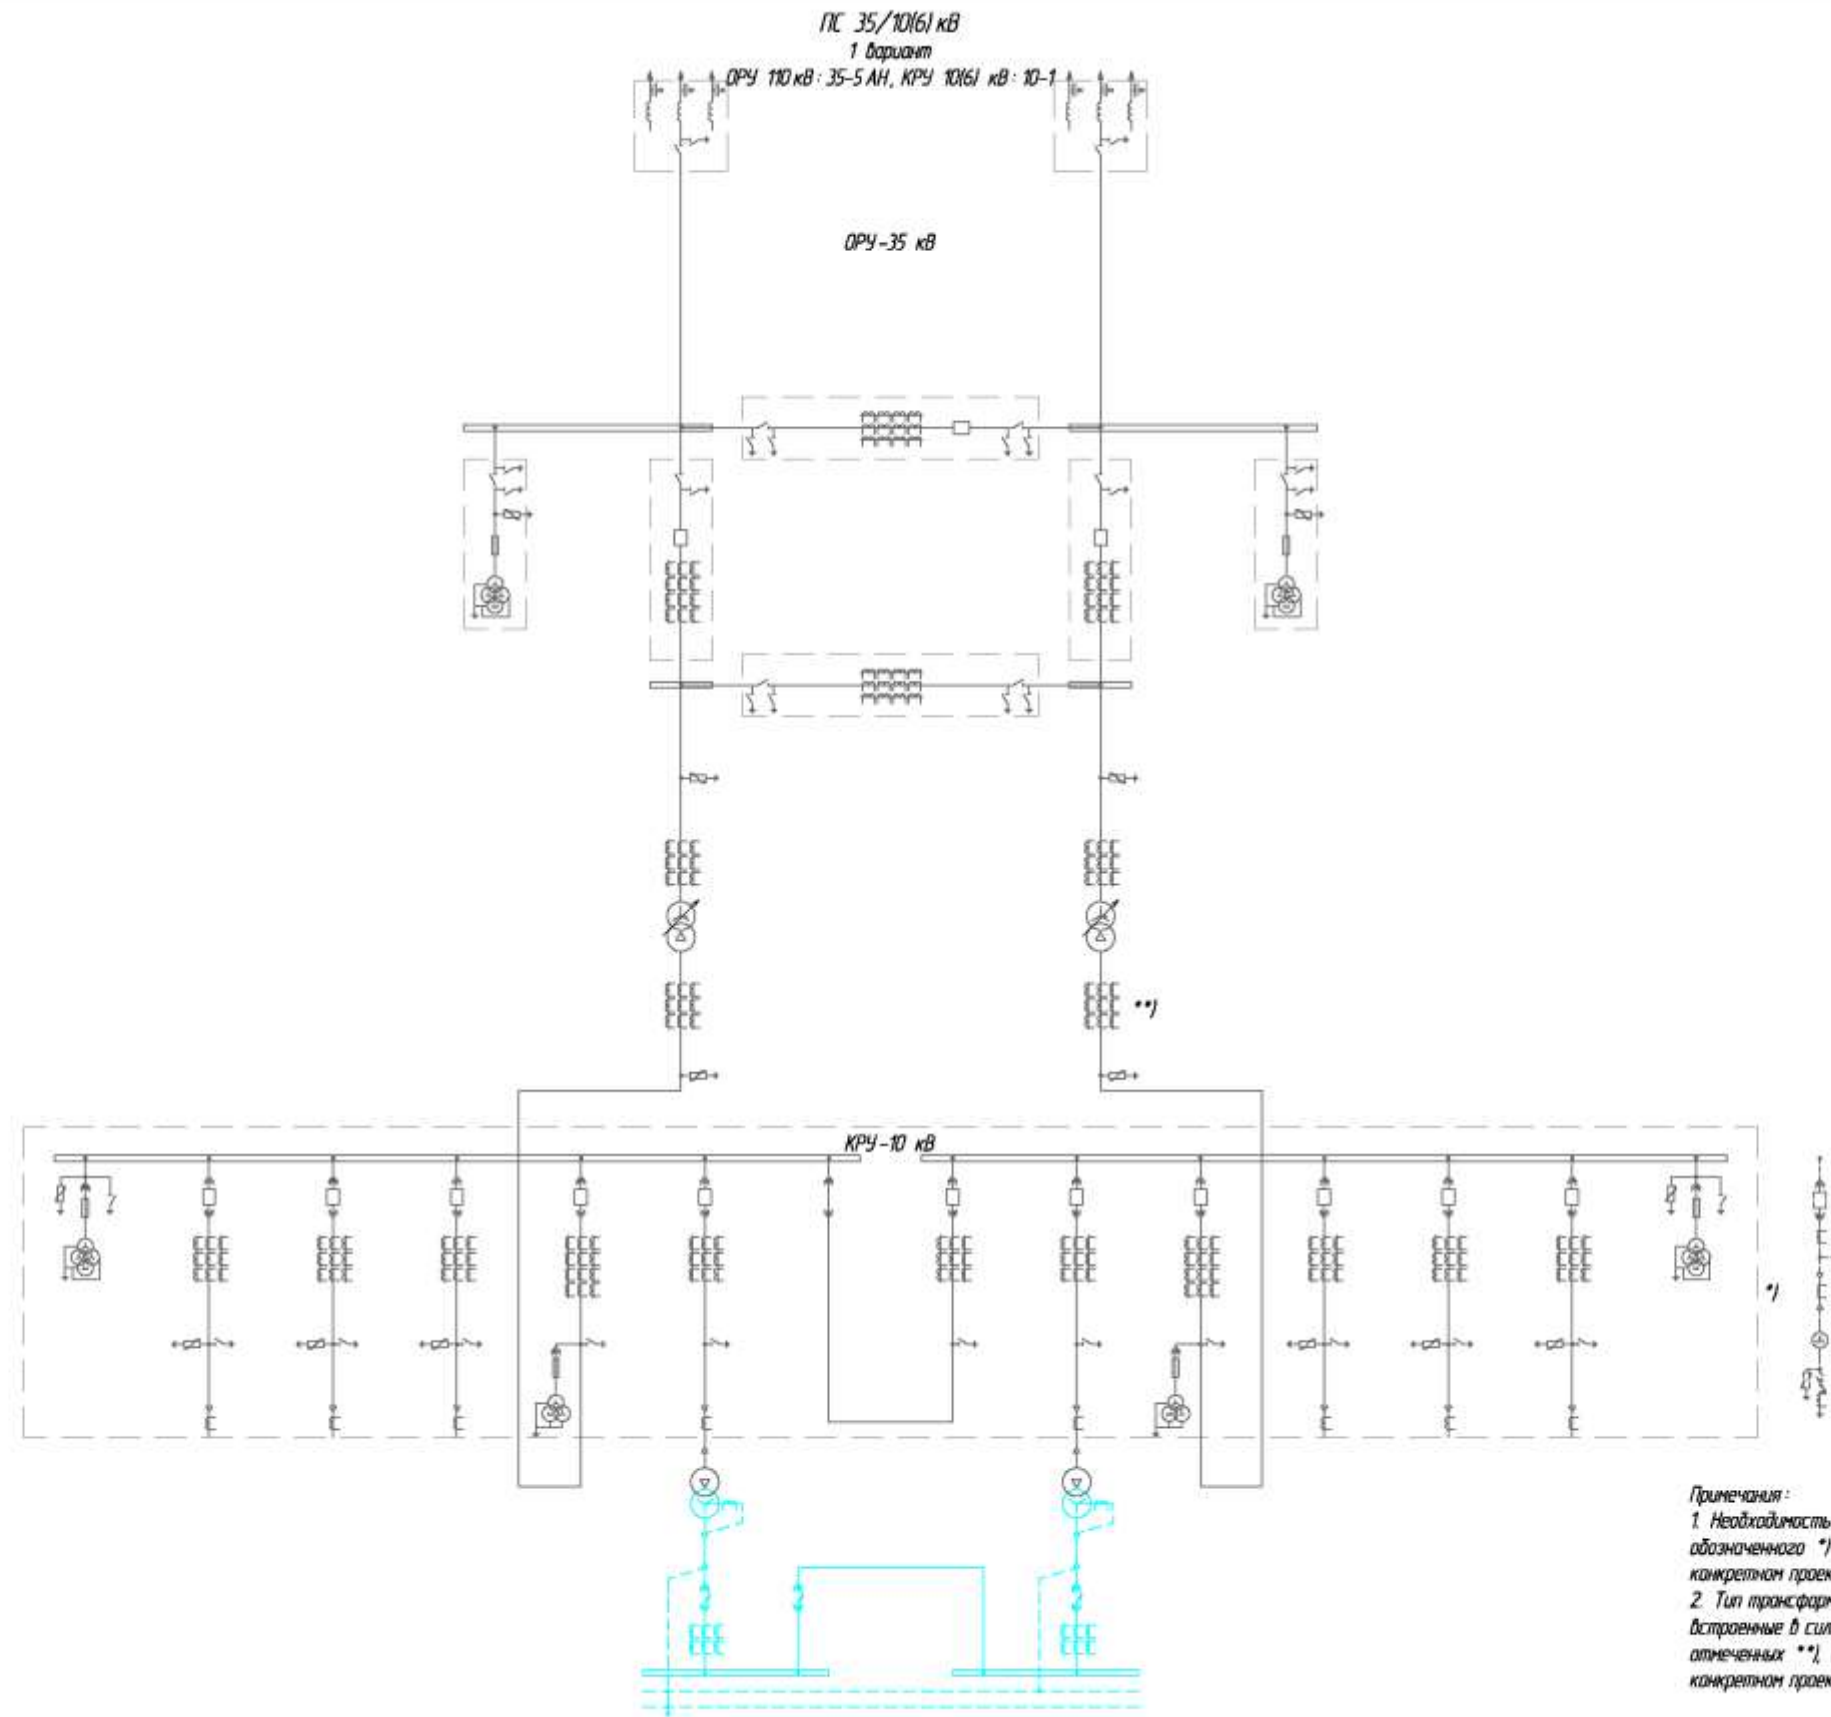 ПС 35/10(6) кВ
1 вариант
ОРУ 110 кВ : 35-5 АН, КРУ 10(6) кВ : 10-1
ОРУ-35 кВ
**)
КРУ-10 кВ
*)
Примечания :
1. Необходимость
обозначенного *)
конкретном проек
2. Тип трансформ
встроенные в сил
отмеченных **),
конкретном проек